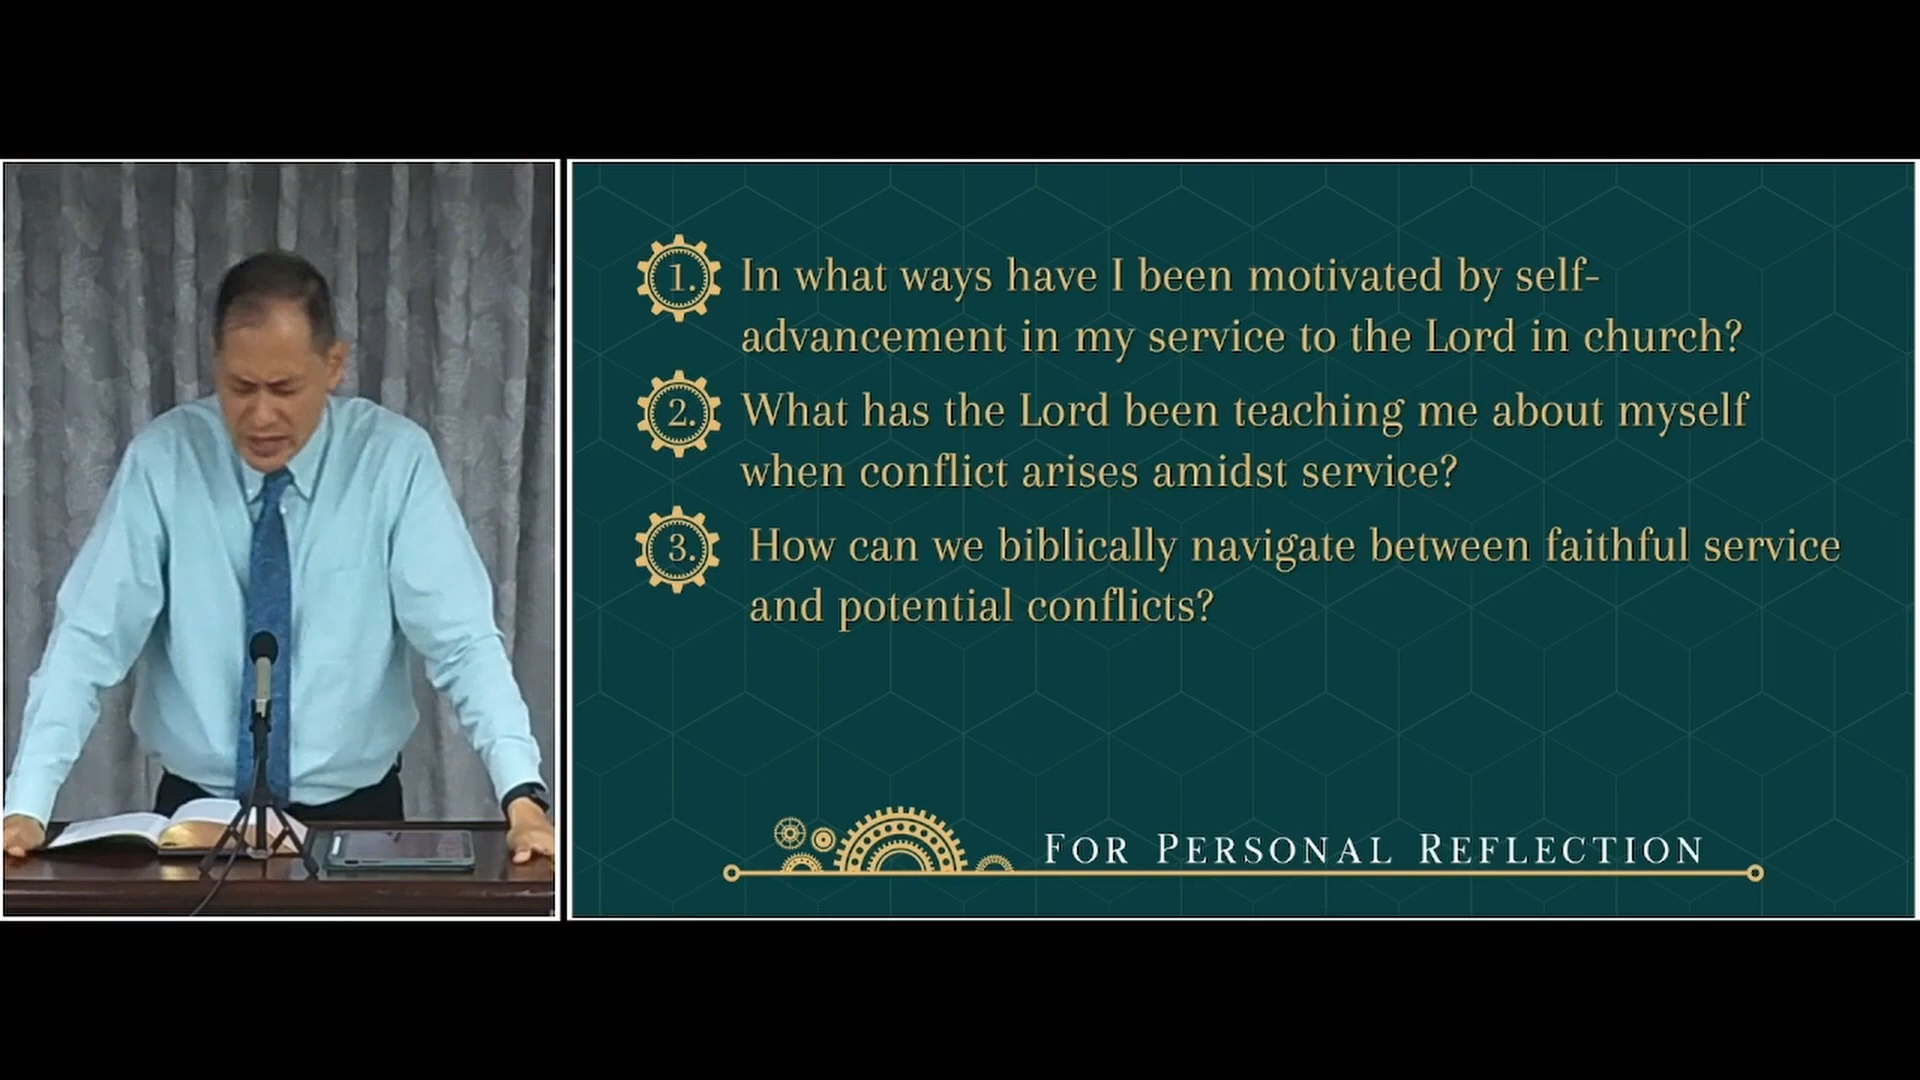 1. In what ways have I been motivated by self-
advancement in my service to the Lord in church?
2. What has the Lord been teaching me about myself
when conflict arises amidst service?
3. How can we biblically navigate between faithful service
and potential conflicts?
For Personal Reflection